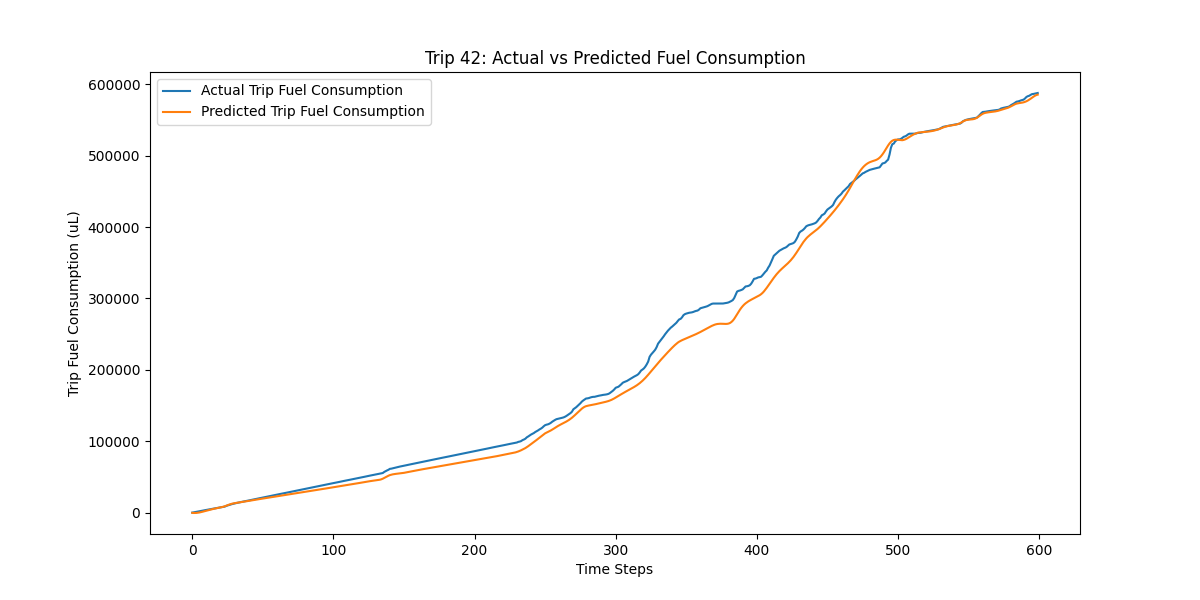 Trip 42: Actual vs Predicted Fuel Consumption
Actual Trip Fuel Consumption
Predicted Trip Fuel Consumption
Trip Fuel Consumption (uL)
600000
500000
400000
300000
200000
100000
0
0 100 200 300 400 500 600
Time Steps